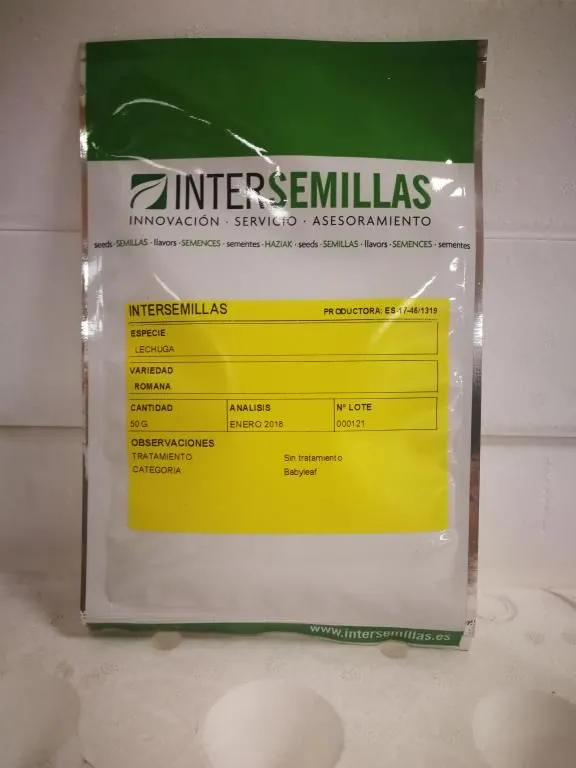 INTERSEMILLAS
INNOVACIÓN · SERVICIO · ASESORAMIENTO
seeds · SEMILLAS · llavors · SEMENCES · sementes · HAZIAK · seeds · SEMILLAS · llavors · SEMENCES · sementes
INTERSEMILLAS PRODUCTORA: ES-17-46/1319
ESPECIE
LECHUGA
VARIEDAD
ROMANA
CANTIDAD ANALISIS Nº LOTE
50 G ENERO 2018 000121
OBSERVACIONES
TRATAMIENTO Sin tratamiento
CATEGORIA Babyleaf
www.intersemillas.es